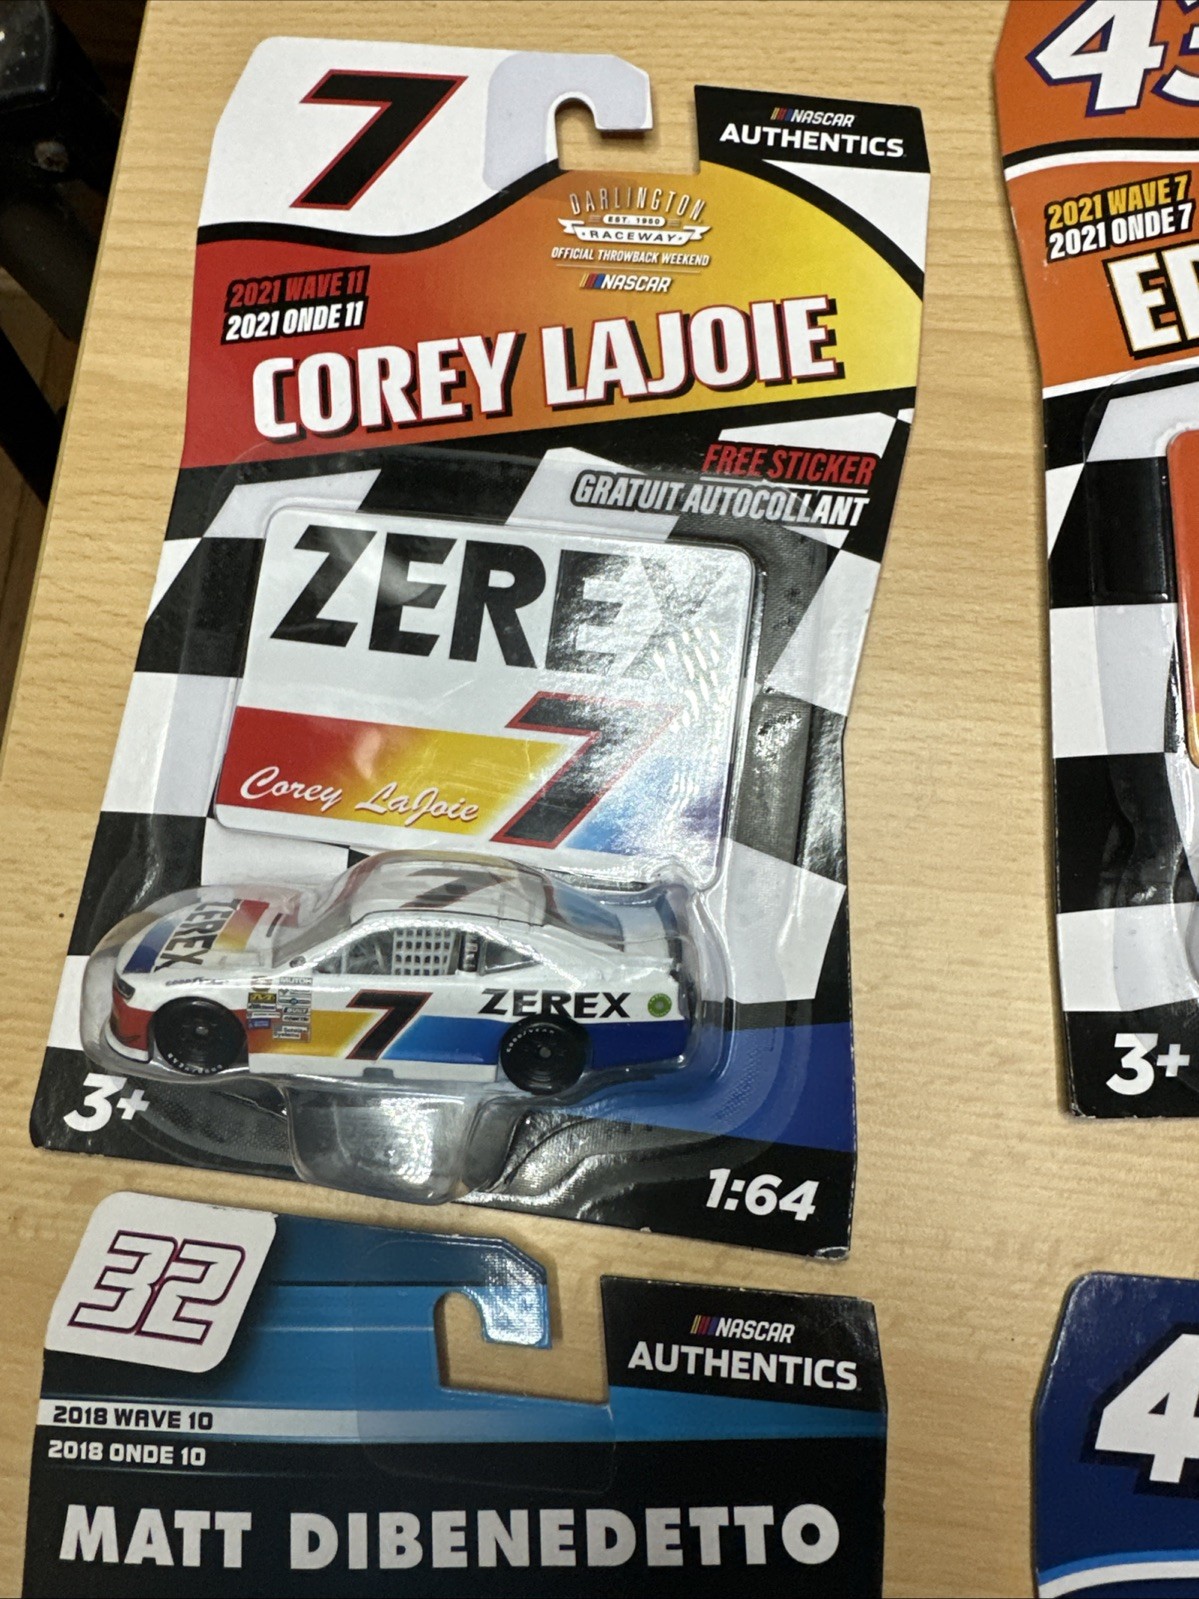 7
NASCAR
AUTHENTICS
DARLINGTON
EST. 1950
RACEWAY
OFFICIAL THROWBACK WEEKEND
NASCAR
2021 WAVE 11
2021 ONDE 11
COREY LAJOIE
FREE STICKER
GRATUIT AUTOCOLLANT
ZEREX
7
Corey LaJoie
7
ZEREX
7
ZEREX
3+
1:64
43
2021 WAVE 7
2021 ONDE 7
3+
32
NASCAR
AUTHENTICS
2018 WAVE 10
2018 ONDE 10
MATT DIBENEDETTO
4